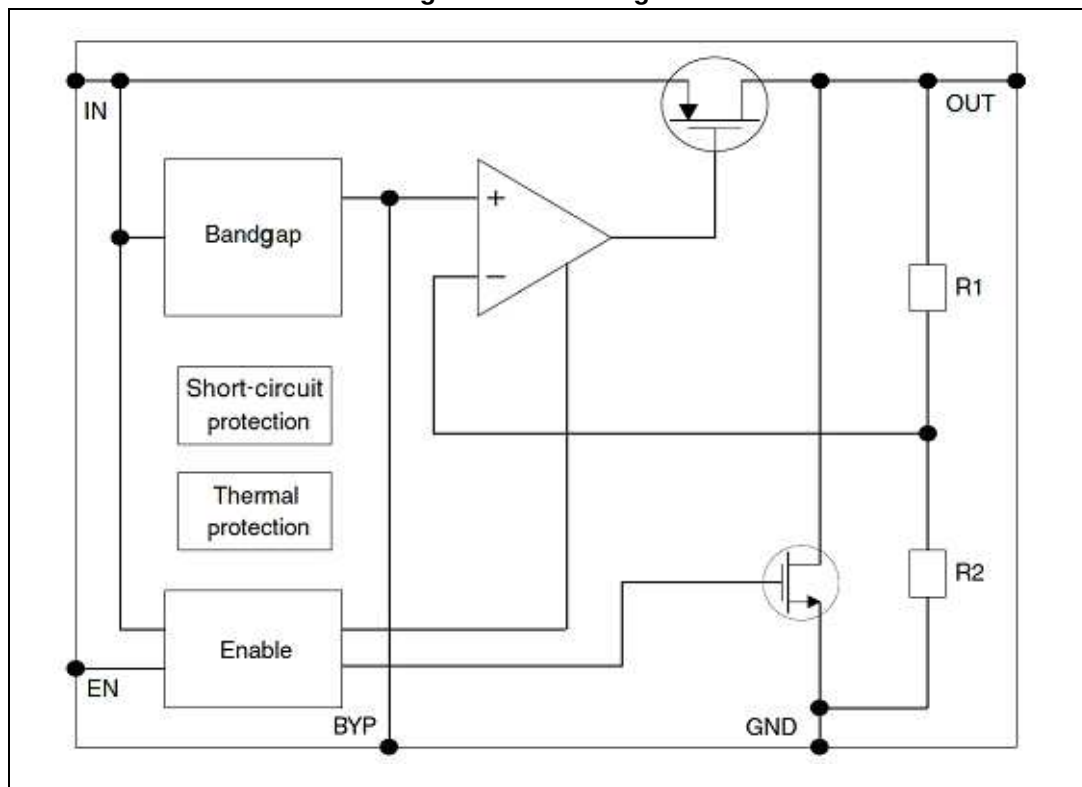 IN
OUT
Bandgap
+
−
R1
Short-circuit
protection
Thermal
protection
R2
Enable
EN
BYP
GND